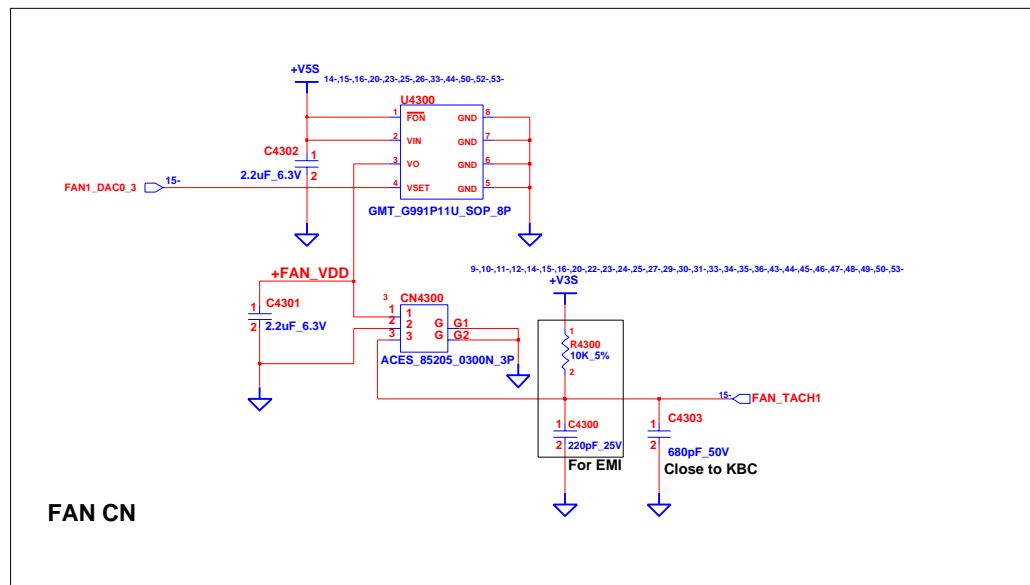 +V5S
14-,15-,16-,20-,23-,25-,26-,33-,44-,50-,52-,53-
U4300
1 FON GND 8
2 VIN GND 7
3 VO GND 6
4 VSET GND 5
GMT_G991P11U_SOP_8P
C4302
1
2
2.2uF_6.3V
FAN1_DAC0_3
15-
+FAN_VDD
C4301
1
2
2.2uF_6.3V
3
CN4300
1 1
2 2 G G1
3 3 G G2
ACES_85205_0300N_3P
9-,10-,11-,12-,14-,15-,16-,20-,22-,23-,24-,25-,27-,29-,30-,31-,33-,34-,35-,36-,43-,44-,45-,46-,47-,48-,49-,50-,53-
+V3S
1
R4300
10K_5%
2
15-
FAN_TACH1
1
C4300
2
220pF_25V
For EMI
1
C4303
2
680pF_50V
Close to KBC
FAN CN